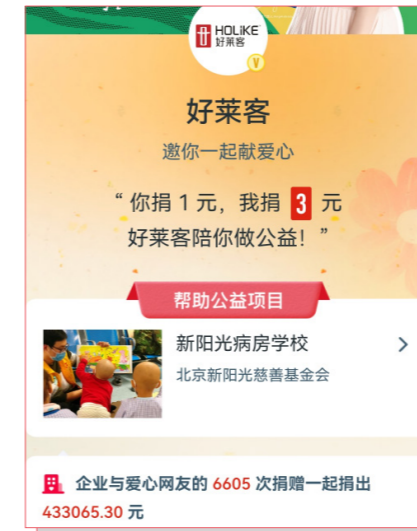 HOLiKE
好莱客
好莱客
邀你一起献爱心
“ 你捐 1 元，我捐 3 元
好莱客陪你做公益！”
帮助公益项目
新阳光病房学校
北京新阳光慈善基金会
企业与爱心网友的 6605 次捐赠一起捐出
433065.30 元